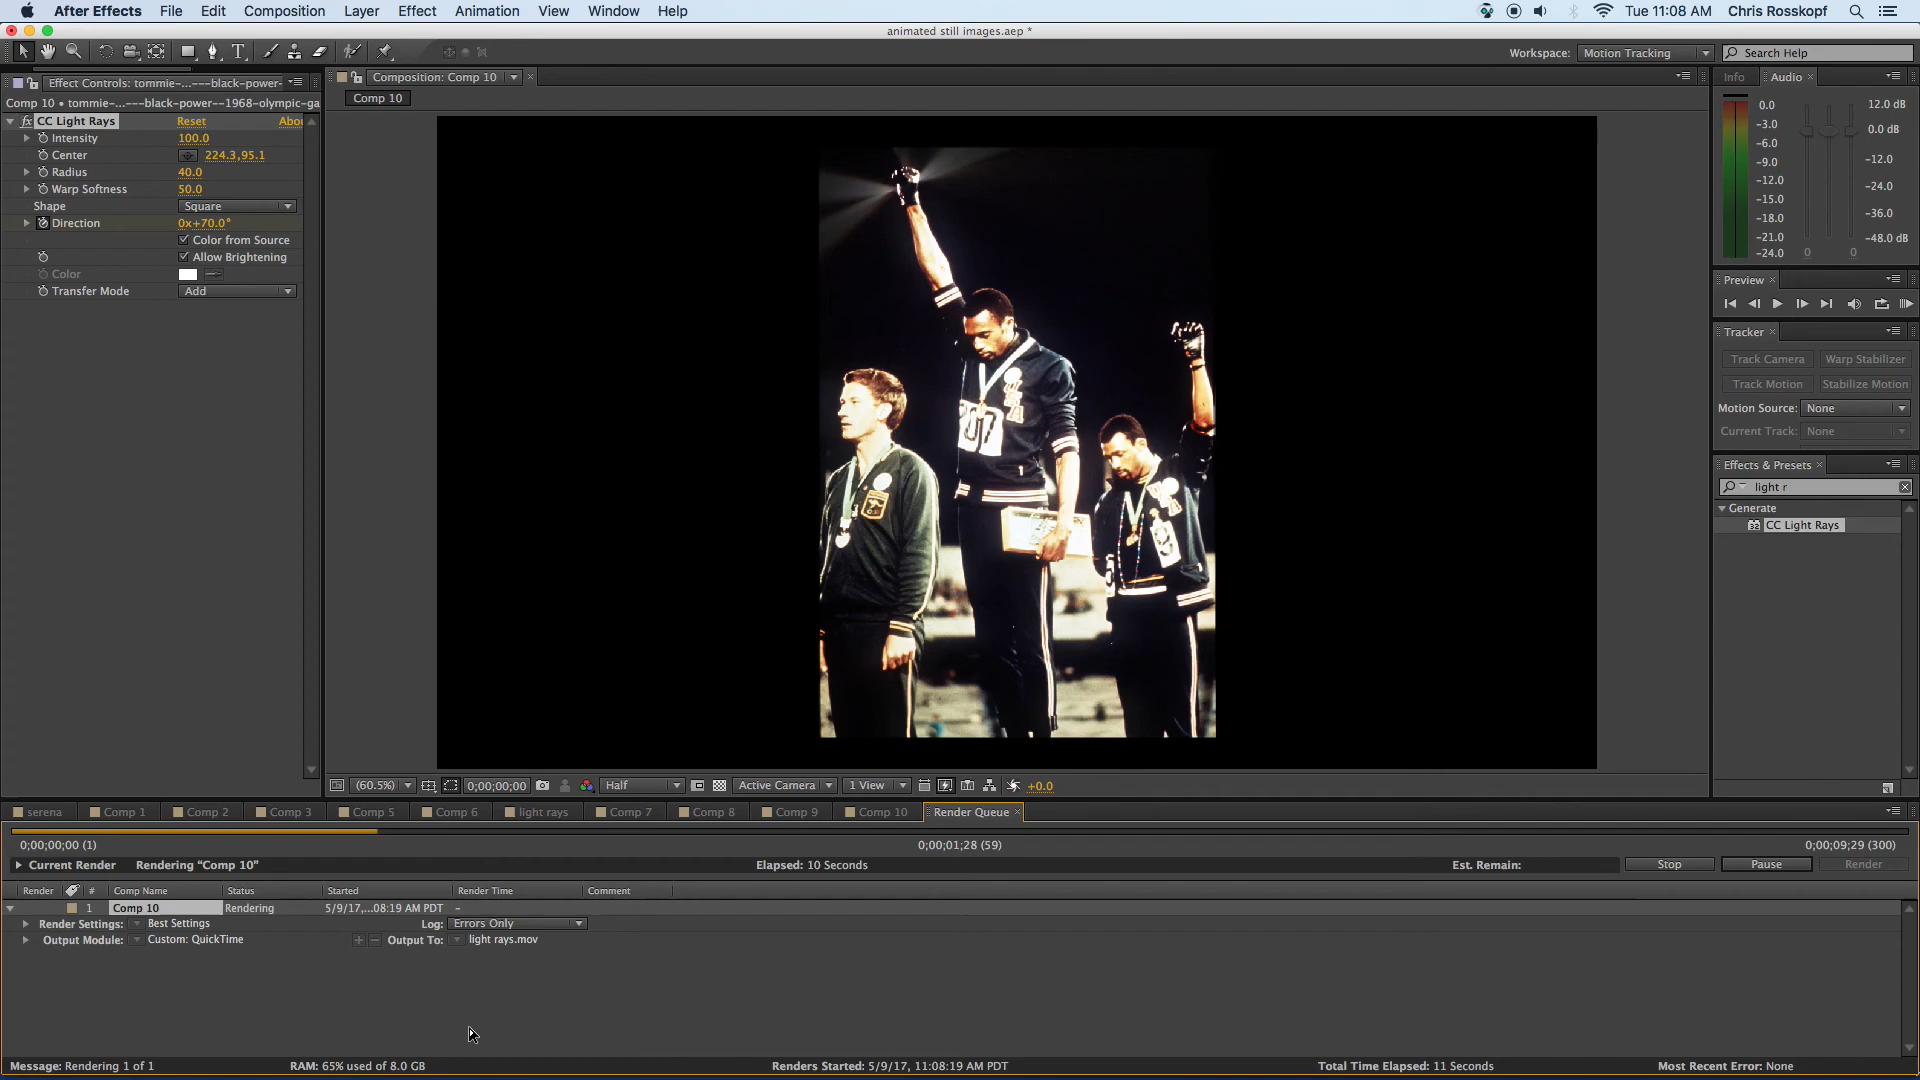 After Effects File Edit Composition Layer Effect Animation View Window Help Tue 11:08 AM Chris Rosskopf
animated still images.aep *
Workspace: Motion Tracking Search Help
Effect Controls: tommie-...---black-power- Composition: Comp 10 Info Audio
Comp 10 • tommie-...---black-power--1968-olympic-ga Comp 10
CC Light Rays Reset Abou
Intensity 100.0
Center 224.3,95.1
Radius 40.0
Warp Softness 50.0
Shape Square
Direction 0x+70.0°
Color from Source
Allow Brightening
Color
Transfer Mode Add
0.0 12.0 dB
-3.0 0.0 dB
-6.0
-9.0 -12.0
-12.0 -24.0
-15.0
-18.0 -36.0
-21.0 -48.0 dB
-24.0 0 0
Preview
Tracker
Track Camera Warp Stabilizer
Track Motion Stabilize Motion
Motion Source: None
Current Track: None
Effects & Presets
light r
Generate
CC Light Rays
(60.5%) 0;00;00;00 Half Active Camera 1 View +0.0
serena Comp 1 Comp 2 Comp 3 Comp 5 Comp 6 light rays Comp 7 Comp 8 Comp 9 Comp 10 Render Queue
0;00;00;00 (1) 0;00;01;28 (59) 0;00;09;29 (300)
Current Render Rendering "Comp 10" Elapsed: 10 Seconds Est. Remain: Stop Pause Render
Render # Comp Name Status Started Render Time Comment
1 Comp 10 Rendering 5/9/17,...08:19 AM PDT -
Render Settings: Best Settings Log: Errors Only
Output Module: Custom: QuickTime Output To: light rays.mov
Message: Rendering 1 of 1 RAM: 65% used of 8.0 GB Renders Started: 5/9/17, 11:08:19 AM PDT Total Time Elapsed: 11 Seconds Most Recent Error: None